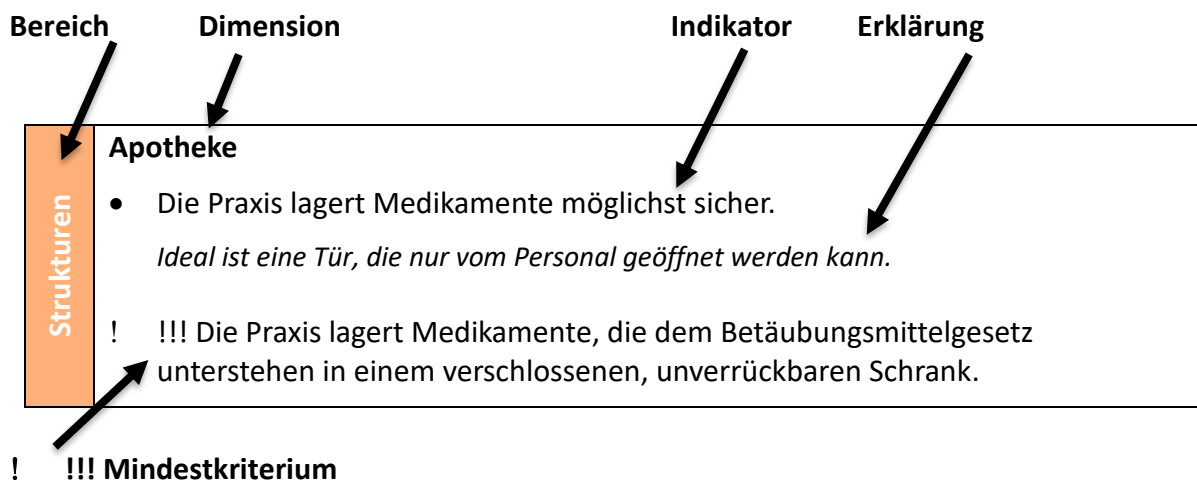 Bereich Dimension Indikator Erklärung
Strukturen
Apotheke
• Die Praxis lagert Medikamente möglichst sicher.
Ideal ist eine Tür, die nur vom Personal geöffnet werden kann.
! !!! Die Praxis lagert Medikamente, die dem Betäubungsmittelgesetz
unterstehen in einem verschlossenen, unverrückbaren Schrank.
! !!! Mindestkriterium